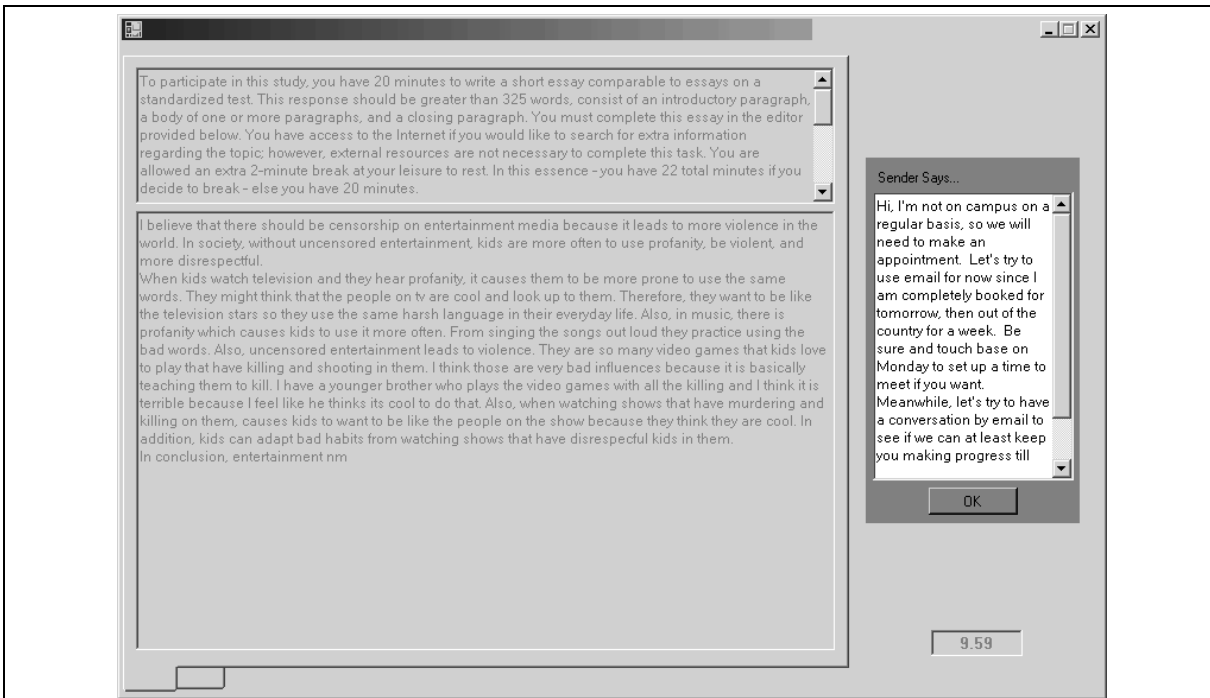 To participate in this study, you have 20 minutes to write a short essay comparable to essays on a
standardized test. This response should be greater than 325 words, consist of an introductory paragraph,
a body of one or more paragraphs, and a closing paragraph. You must complete this essay in the editor
provided below. You have access to the Internet if you would like to search for extra information
regarding the topic; however, external resources are not necessary to complete this task. You are
allowed an extra 2-minute break at your leisure to rest. In this essence - you have 22 total minutes if you
decide to break - else you have 20 minutes.
I believe that there should be censorship on entertainment media because it leads to more violence in the
world. In society, without uncensored entertainment, kids are more often to use profanity, be violent, and
more disrespectful.
When kids watch television and they hear profanity, it causes them to be more prone to use the same
words. They might think that the people on tv are cool and look up to them. Therefore, they want to be like
the television stars so they use the same harsh language in their everyday life. Also, in music, there is
profanity which causes kids to use it more often. From singing the songs out loud they practice using the
bad words. Also, uncensored entertainment leads to violence. They are so many video games that kids love
to play that have killing and shooting in them. I think those are very bad influences because it is basically
teaching them to kill. I have a younger brother who plays the video games with all the killing and I think it is
terrible because I feel like he thinks its cool to do that. Also, when watching shows that have murdering and
killing on them, causes kids to want to be like the people on the show because they think they are cool. In
addition, kids can adapt bad habits from watching shows that have disrespecful kids in them.
In conclusion, entertainment nm
Sender Says...
Hi, I'm not on campus on a
regular basis, so we will
need to make an
appointment. Let's try to
use email for now since I
am completely booked for
tomorrow, then out of the
country for a week. Be
sure and touch base on
Monday to set up a time to
meet if you want.
Meanwhile, let's try to have
a conversation by email to
see if we can at least keep
you making progress till
OK
9.59